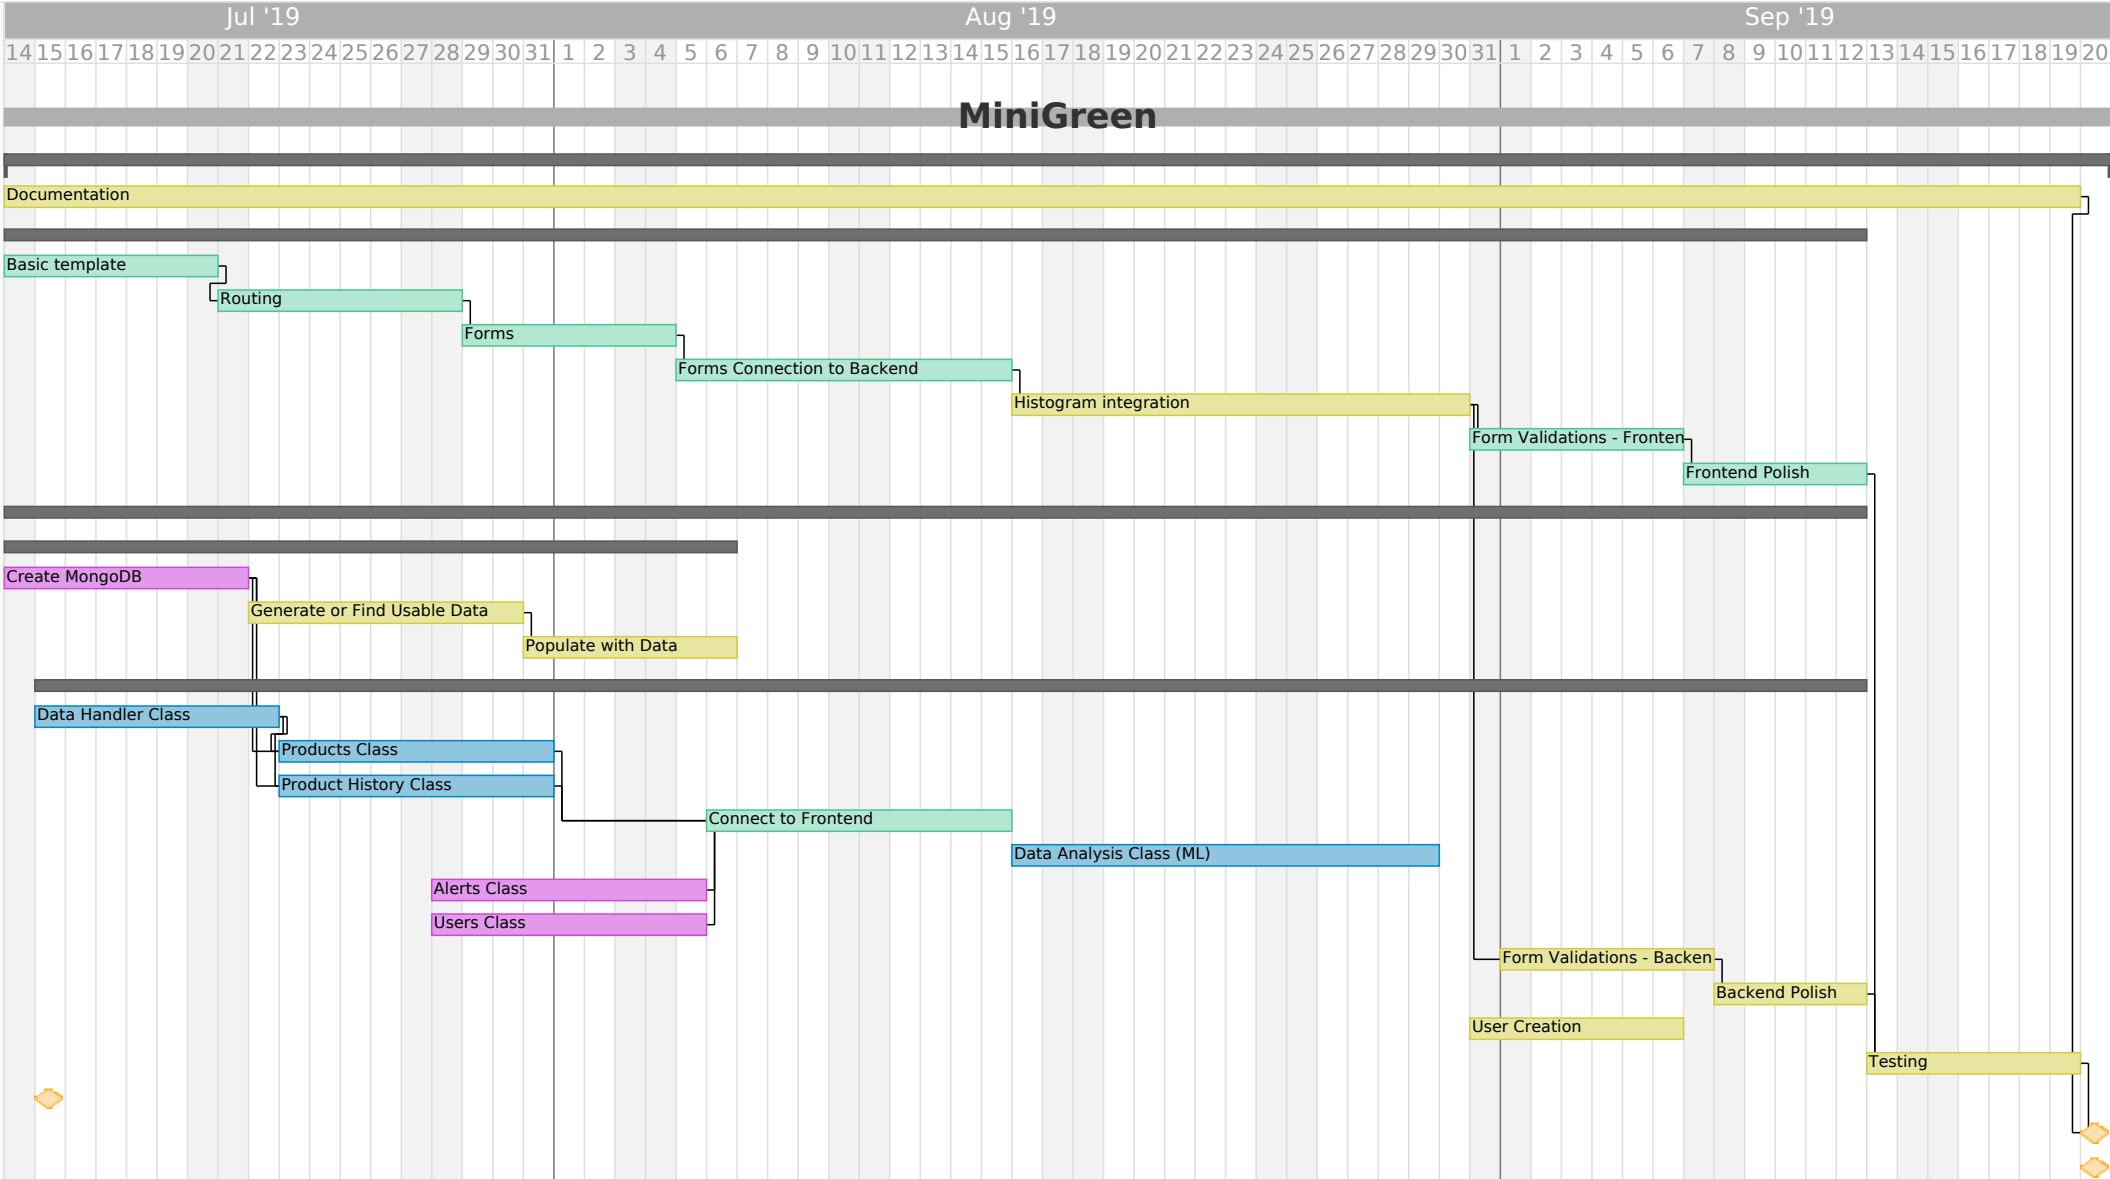 Jul '19 Aug '19 Sep '19
14 15 16 17 18 19 20 21 22 23 24 25 26 27 28 29 30 31 1 2 3 4 5 6 7 8 9 10 11 12 13 14 15 16 17 18 19 20 21 22 23 24 25 26 27 28 29 30 31 1 2 3 4 5 6 7 8 9 10 11 12 13 14 15 16 17 18 19 20
MiniGreen
Documentation
Basic template
Routing
Forms
Forms Connection to Backend
Histogram integration
Form Validations - Fronten
Frontend Polish
Create MongoDB
Generate or Find Usable Data
Populate with Data
Data Handler Class
Products Class
Product History Class
Connect to Frontend
Data Analysis Class (ML)
Alerts Class
Users Class
Form Validations - Backen
Backend Polish
User Creation
Testing